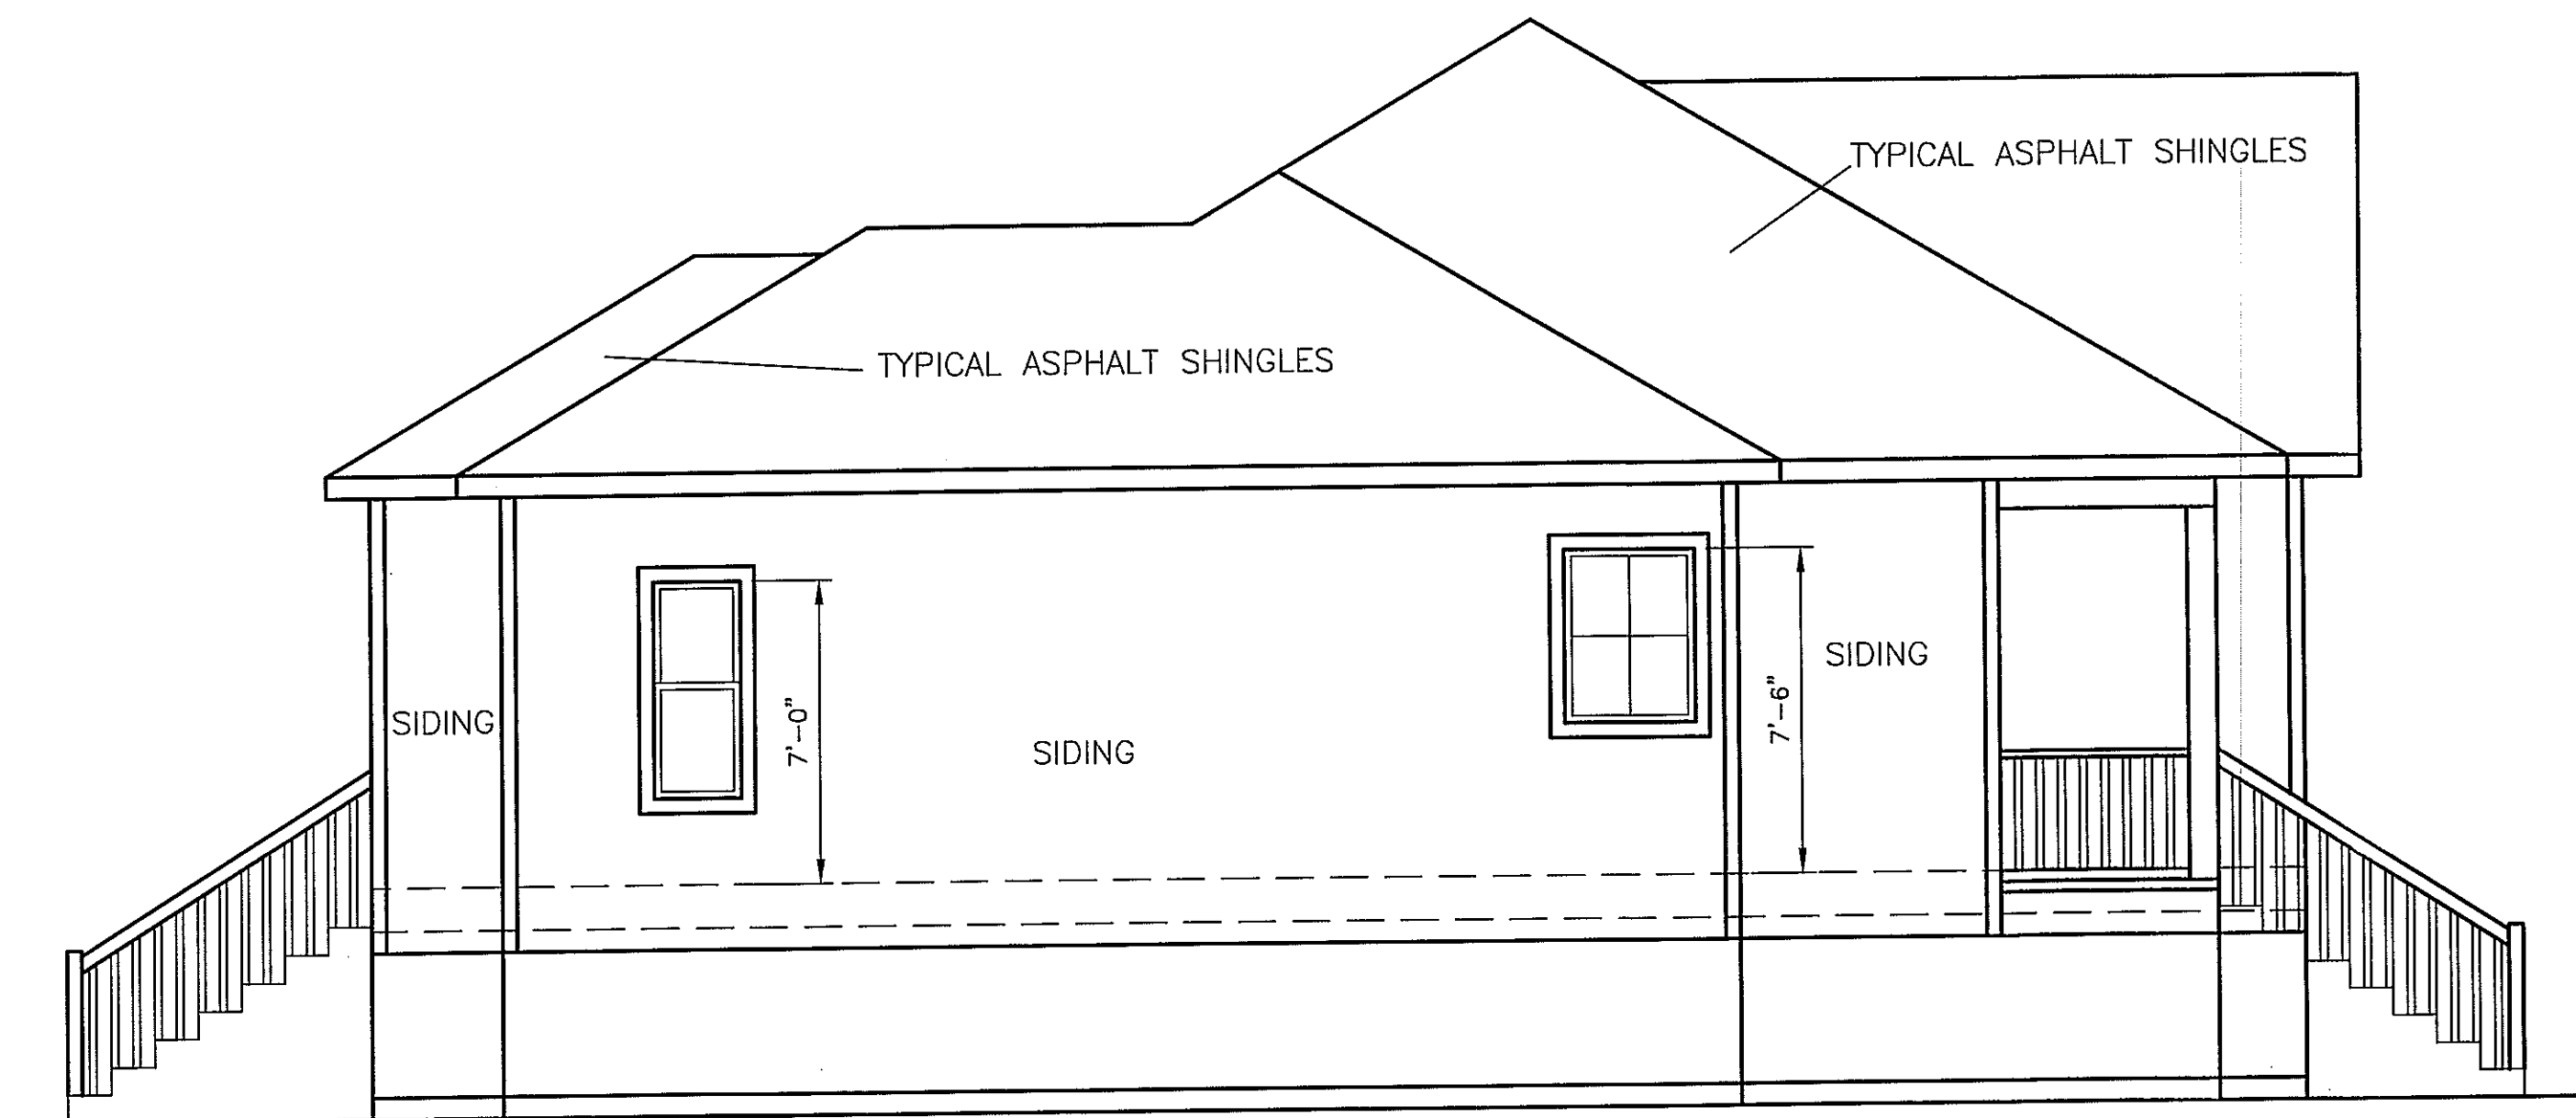 TYPICAL ASPHALT SHINGLES
TYPICAL ASPHALT SHINGLES
SIDING
7'-0"
SIDING
7'-6"
SIDING